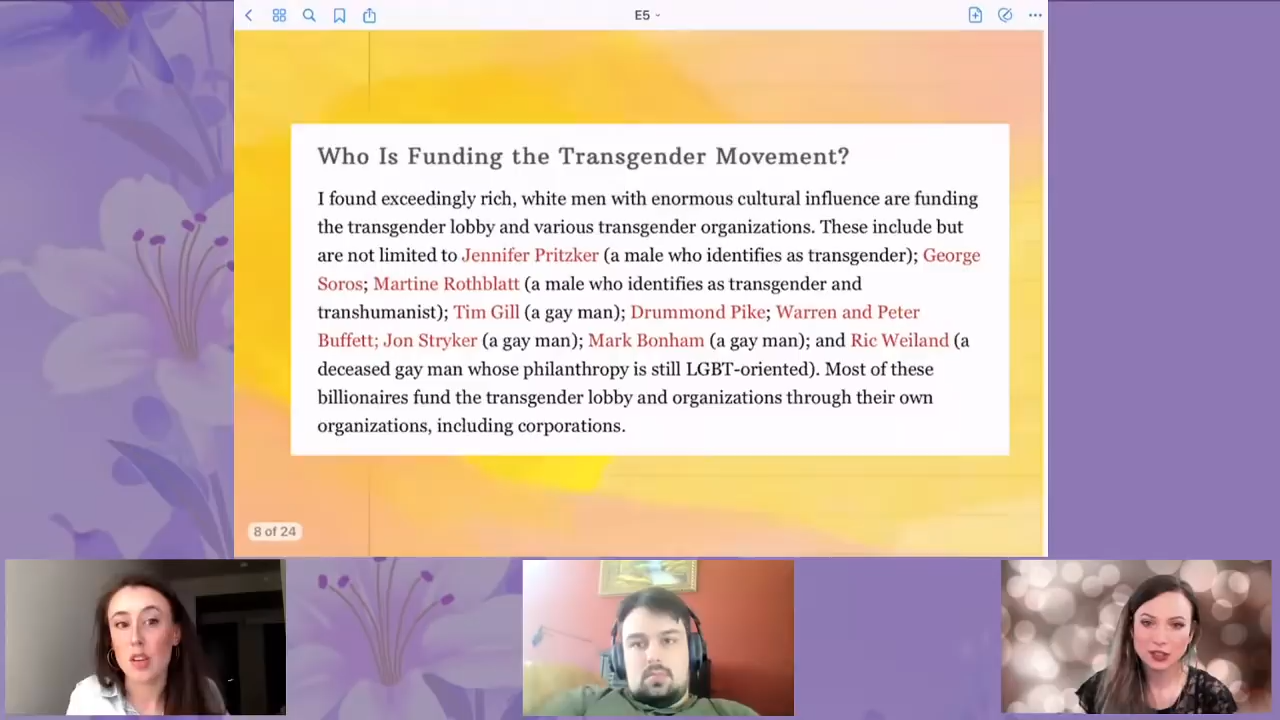 E5
Who Is Funding the Transgender Movement?
I found exceedingly rich, white men with enormous cultural influence are funding
the transgender lobby and various transgender organizations. These include but
are not limited to Jennifer Pritzker (a male who identifies as transgender); George
Soros; Martine Rothblatt (a male who identifies as transgender and
transhumanist); Tim Gill (a gay man); Drummond Pike; Warren and Peter
Buffett; Jon Stryker (a gay man); Mark Bonham (a gay man); and Ric Weiland (a
deceased gay man whose philanthropy is still LGBT-oriented). Most of these
billionaires fund the transgender lobby and organizations through their own
organizations, including corporations.
8 of 24